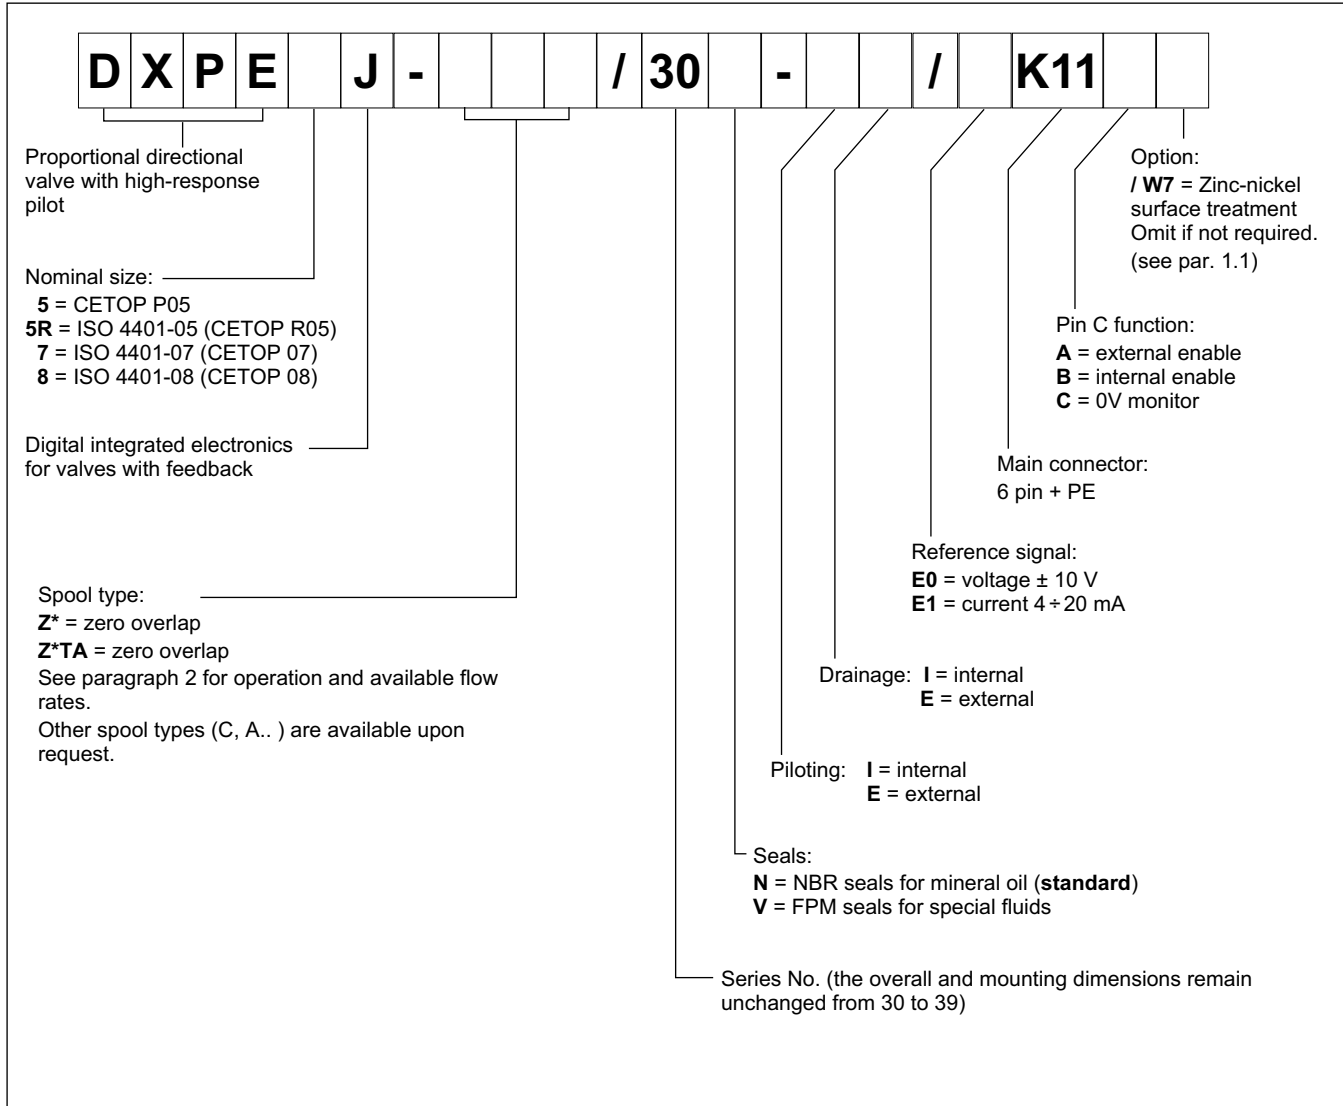 D X P E J - / 30 - / K11
Proportional directional
valve with high-response
pilot
Nominal size:
5 = CETOP P05
5R = ISO 4401-05 (CETOP R05)
7 = ISO 4401-07 (CETOP 07)
8 = ISO 4401-08 (CETOP 08)
Digital integrated electronics
for valves with feedback
Spool type:
Z* = zero overlap
Z*TA = zero overlap
See paragraph 2 for operation and available flow
rates.
Other spool types (C, A.. ) are available upon
request.
Option:
/ W7 = Zinc-nickel
surface treatment
Omit if not required.
(see par. 1.1)
Pin C function:
A = external enable
B = internal enable
C = 0V monitor
Main connector:
6 pin + PE
Reference signal:
E0 = voltage ± 10 V
E1 = current 4÷20 mA
Drainage: I = internal
E = external
Piloting: I = internal
E = external
Seals:
N = NBR seals for mineral oil (standard)
V = FPM seals for special fluids
Series No. (the overall and mounting dimensions remain
unchanged from 30 to 39)